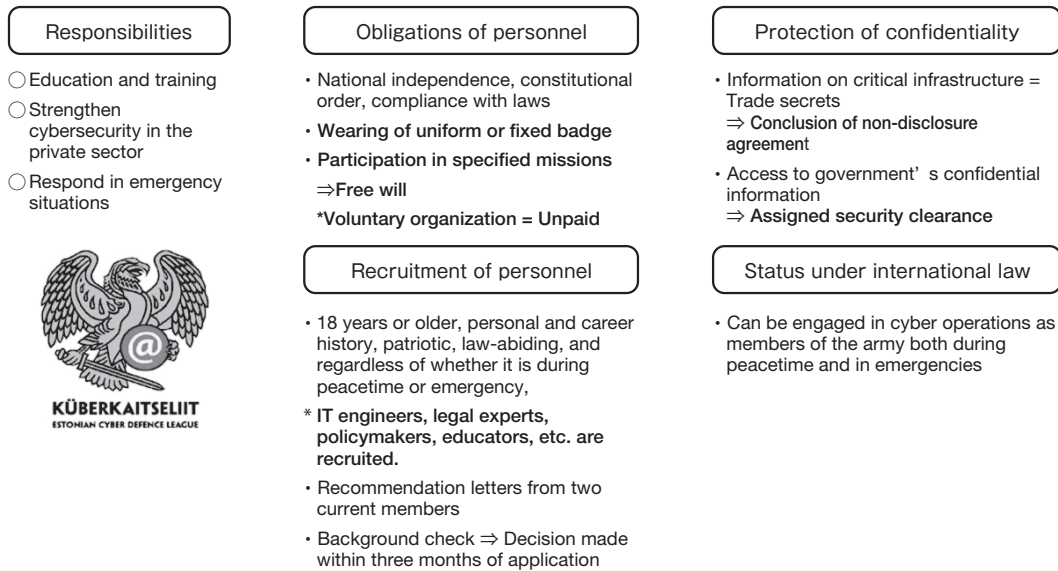 Responsibilities
○ Education and training
○ Strengthen
cybersecurity in the
private sector
○ Respond in emergency
situations
@
KÜBERKAITSELIIT
ESTONIAN CYBER DEFENCE LEAGUE
Obligations of personnel
・National independence, constitutional
order, compliance with laws
・Wearing of uniform or fixed badge
・Participation in specified missions
⇒Free will
*Voluntary organization = Unpaid
Recruitment of personnel
・18 years or older, personal and career
history, patriotic, law-abiding, and
regardless of whether it is during
peacetime or emergency,
* IT engineers, legal experts,
policymakers, educators, etc. are
recruited.
・Recommendation letters from two
current members
・Background check ⇒ Decision made
within three months of application
Protection of confidentiality
・Information on critical infrastructure =
Trade secrets
⇒ Conclusion of non-disclosure
agreement
・Access to government’ s confidential
information
⇒ Assigned security clearance
Status under international law
・Can be engaged in cyber operations as
members of the army both during
peacetime and in emergencies